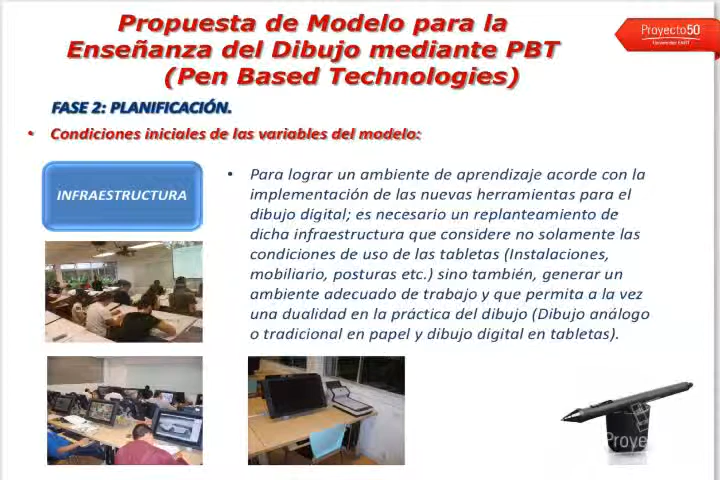 Propuesta de Modelo para la
Enseñanza del Dibujo mediante PBT
(Pen Based Technologies)
Proyecto50
Universidad EAFIT
FASE 2: PLANIFICACIÓN.
• Condiciones iniciales de las variables del modelo:
INFRAESTRUCTURA
• Para lograr un ambiente de aprendizaje acorde con la
implementación de las nuevas herramientas para el
dibujo digital; es necesario un replanteamiento de
dicha infraestructura que considere no solamente las
condiciones de uso de las tabletas (Instalaciones,
mobiliario, posturas etc.) sino también, generar un
ambiente adecuado de trabajo y que permita a la vez
una dualidad en la práctica del dibujo (Dibujo análogo
o tradicional en papel y dibujo digital en tabletas).
Proye